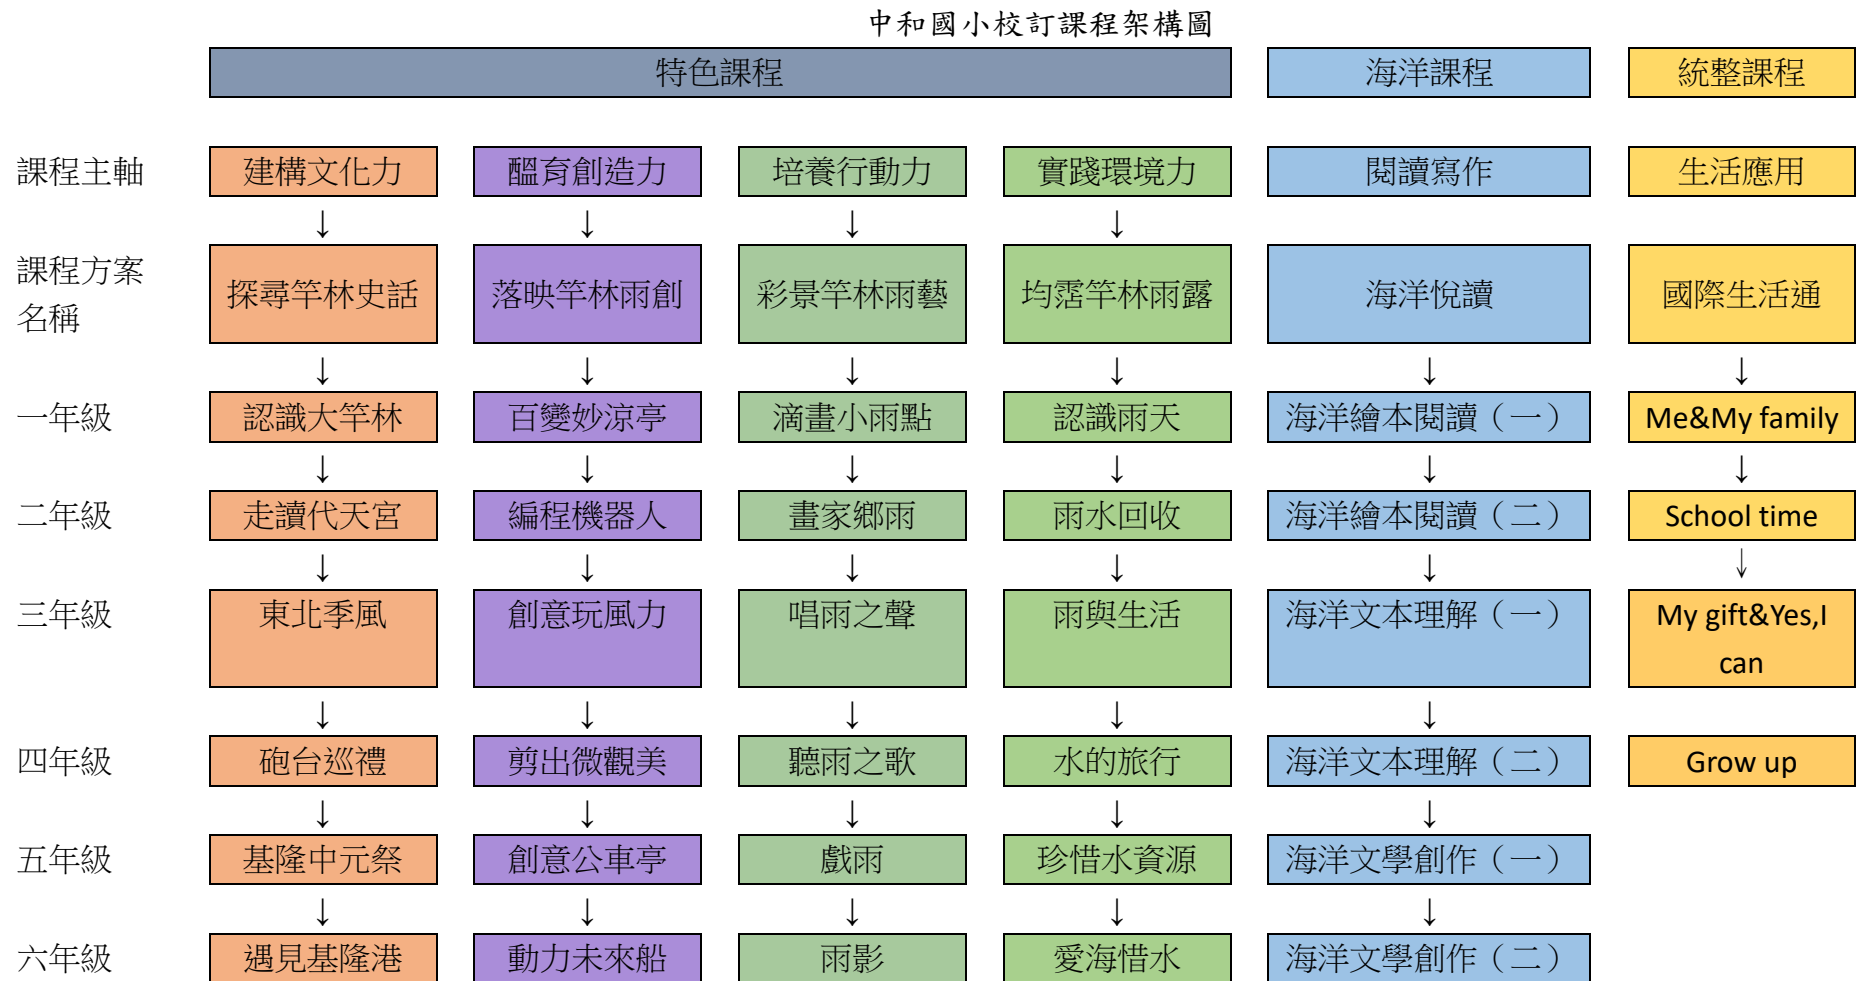 中和國小校訂課程架構圖
特色課程 海洋課程 統整課程
課程主軸 建構文化力 醞育創造力 培養行動力 實踐環境力 閱讀寫作 生活應用
↓ ↓ ↓ ↓
課程方案
名稱 探尋竿林史話 落映竿林雨創 彩景竿林雨藝 均霑竿林雨露 海洋悅讀 國際生活通
↓ ↓ ↓ ↓ ↓ ↓
一年級 認識大竿林 百變妙涼亭 滴畫小雨點 認識雨天 海洋繪本閱讀（一） Me&My family
↓ ↓ ↓ ↓ ↓ ↓
二年級 走讀代天宮 編程機器人 畫家鄉雨 雨水回收 海洋繪本閱讀（二） School time
↓ ↓ ↓ ↓ ↓ ↓
三年級 東北季風 創意玩風力 唱雨之聲 雨與生活 海洋文本理解（一） My gift&Yes,I
can
↓ ↓ ↓ ↓ ↓
四年級 砲台巡禮 剪出微觀美 聽雨之歌 水的旅行 海洋文本理解（二） Grow up
↓ ↓ ↓ ↓ ↓
五年級 基隆中元祭 創意公車亭 戲雨 珍惜水資源 海洋文學創作（一）
↓ ↓ ↓ ↓ ↓
六年級 遇見基隆港 動力未來船 雨影 愛海惜水 海洋文學創作（二）